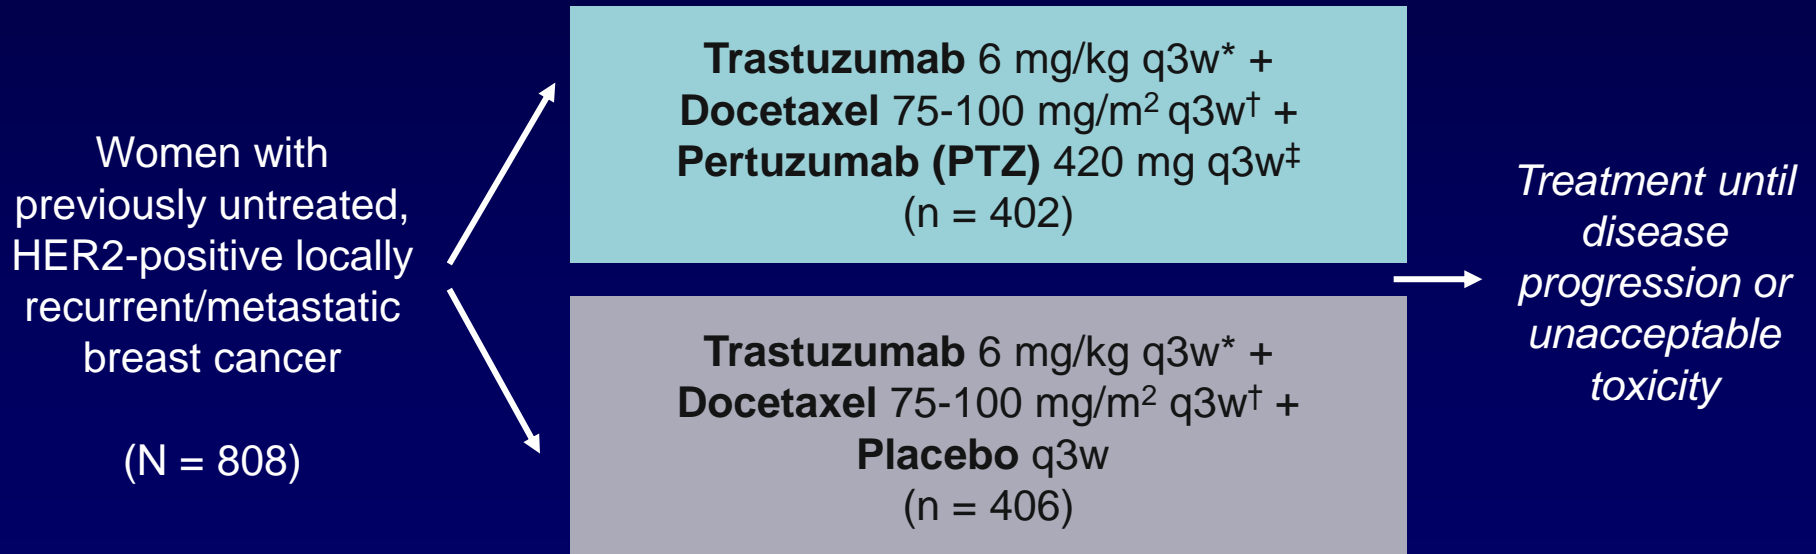 Women with
previously untreated,
HER2-positive locally
recurrent/metastatic
breast cancer
(N = 808)
Trastuzumab 6 mg/kg q3w* +
Docetaxel 75-100 mg/m² q3w† +
Pertuzumab (PTZ) 420 mg q3w‡
(n = 402)
Trastuzumab 6 mg/kg q3w* +
Docetaxel 75-100 mg/m² q3w† +
Placebo q3w
(n = 406)
Treatment until
disease
progression or
unacceptable
toxicity